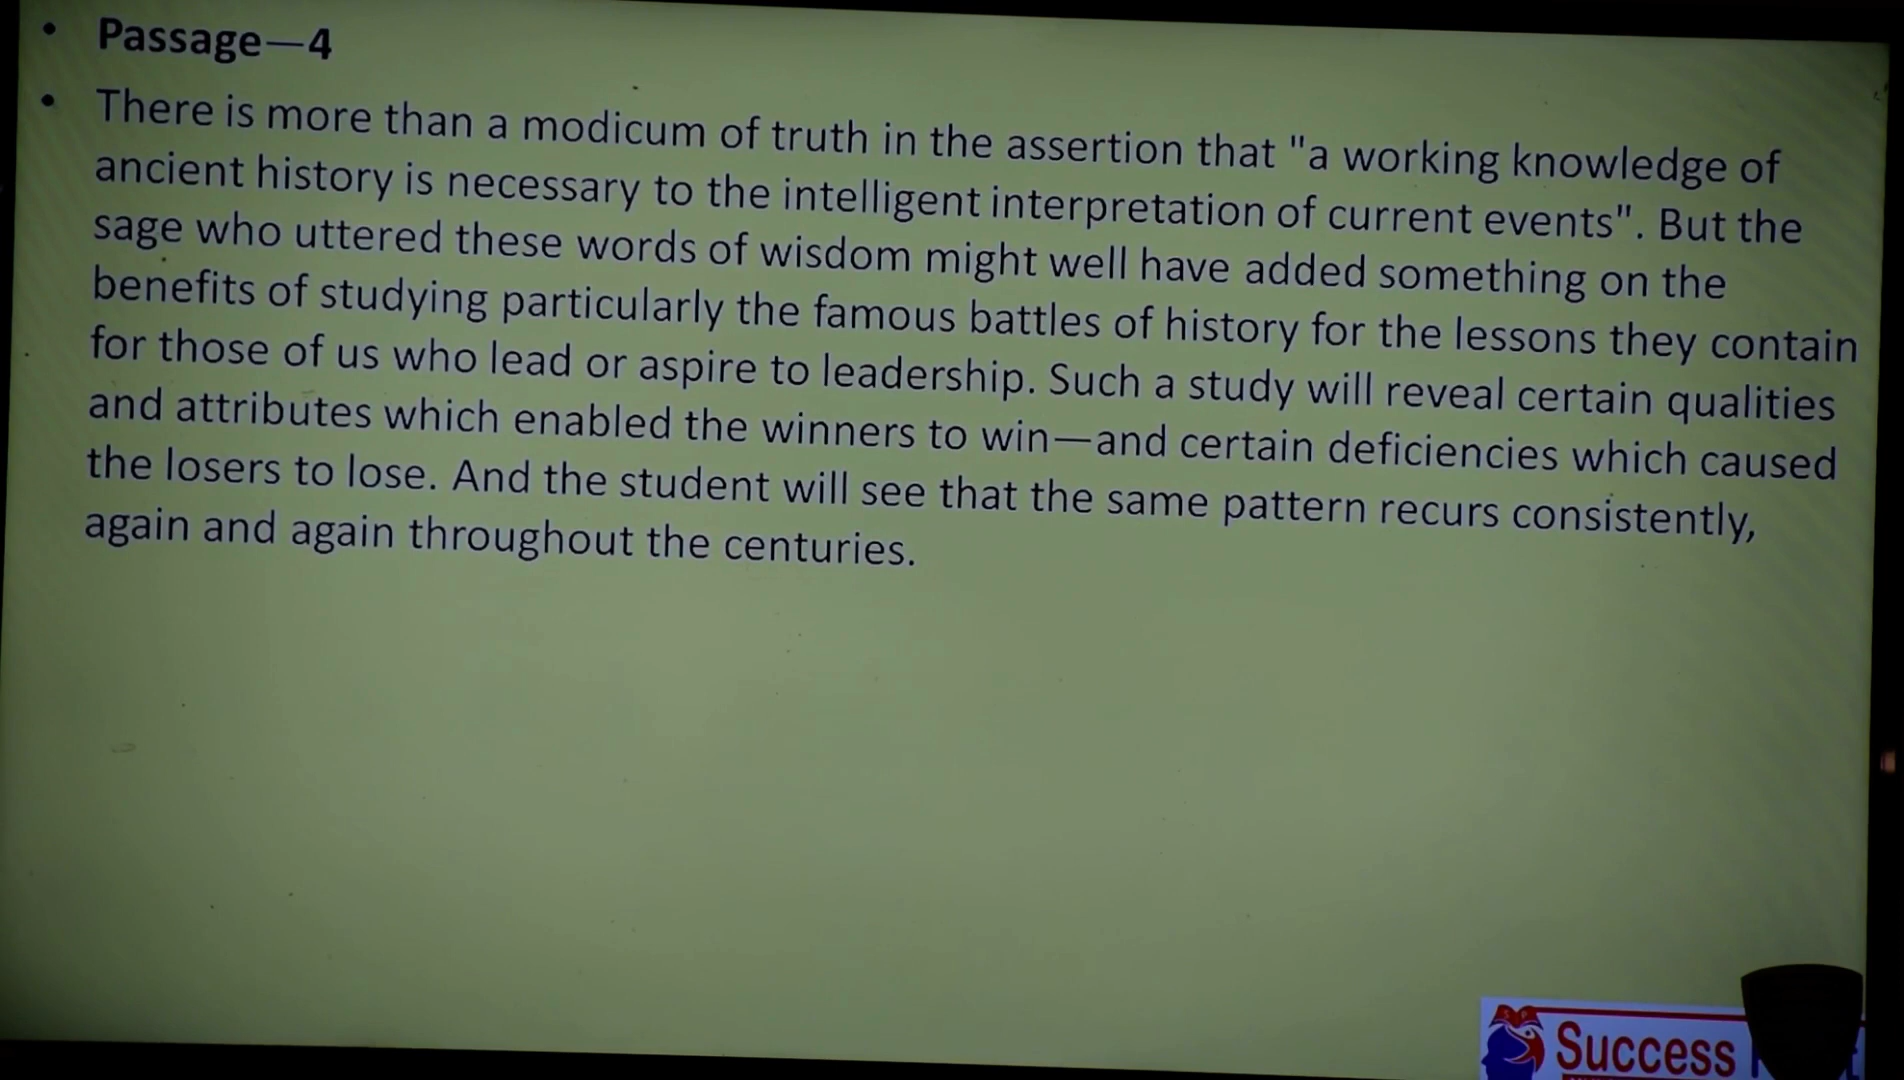 • Passage—4
• There is more than a modicum of truth in the assertion that "a working knowledge of
ancient history is necessary to the intelligent interpretation of current events". But the
sage who uttered these words of wisdom might well have added something on the
benefits of studying particularly the famous battles of history for the lessons they contain
for those of us who lead or aspire to leadership. Such a study will reveal certain qualities
and attributes which enabled the winners to win—and certain deficiencies which caused
the losers to lose. And the student will see that the same pattern recurs consistently,
again and again throughout the centuries.
Success